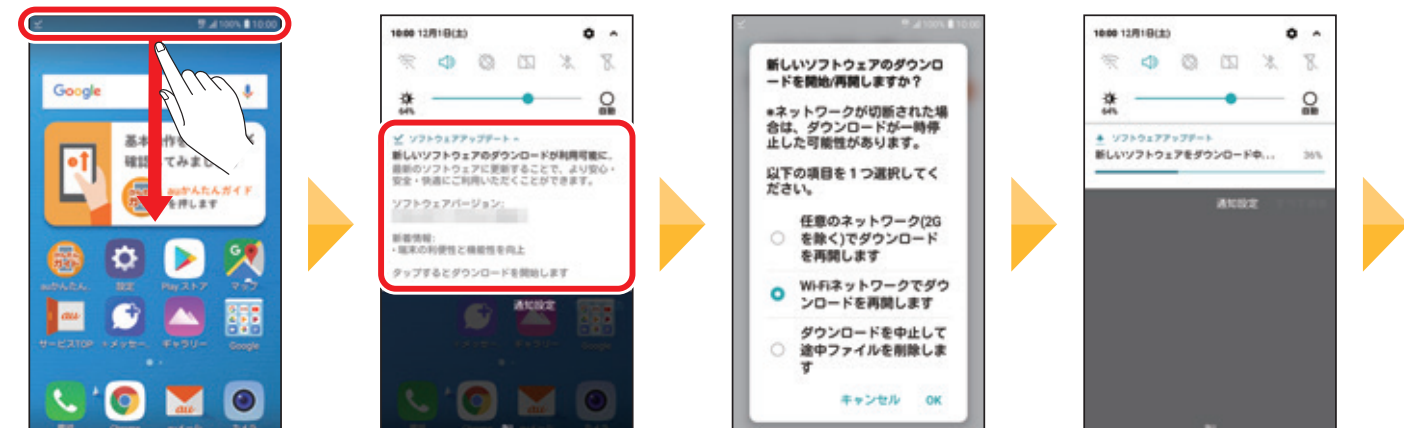 100% 10:00
Google
基本
確認 てみまし
auかんたんガイド
を押します
auかんたん.
設定
Play ストア
マップ
サービスTOP
+メッセー.
ギャラリー
Google
au
Chrome
10:00 12月1日(土)
64%
自動
ソフトウェアアップデート
新しいソフトウェアのダウンロードが利用可能に.
最新のソフトウェアに更新することで、より安心・
安全・快適にご利用いただくことができます。
ソフトウェアバージョン:
新着情報:
・端末の利便性と機能性を向上
タップするとダウンロードを開始します
通知設定
100% 10:00
新しいソフトウェアのダウンロ
ードを開始/再開しますか？
*ネットワークが切断された場
合は、ダウンロードが一時停
止した可能性があります。
以下の項目を１つ選択してく
ださい。
任意のネットワーク(2G
を除く)でダウンロード
を再開します
Wi-Fiネットワークでダウ
ンロードを再開します
ダウンロードを中止して
途中ファイルを削除しま
す
キャンセル OK
10:00 12月1日(土)
64%
自動
ソフトウェアアップデート
新しいソフトウェアをダウンロード中... 36%
通知設定